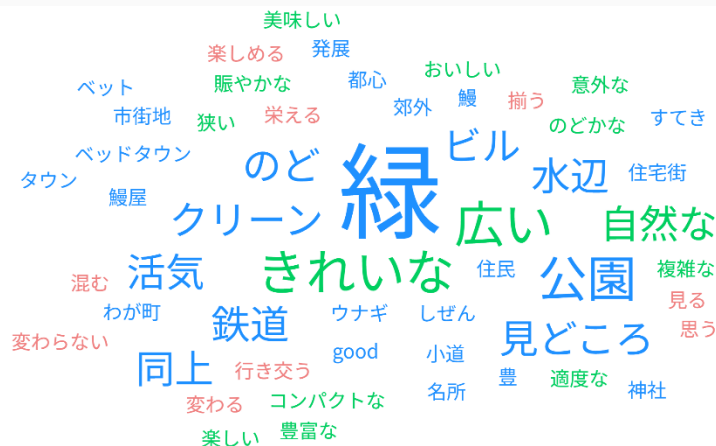 美味しい
楽しめる
発展
ベット
賑やかな
都心
おいしい
意外な
市街地
狭い
栄える
郊外
鰻
揃う
のどかな
すてき
ベッドタウン
のど
緑
ビル
水辺
住宅街
タウン
鰻屋
クリーン
広い
自然な
混む
活気
きれいな
住民
公園
複雑な
わが町
鉄道
ウナギ
しぜん
見る
変わらない
good
小道
見どころ
思う
同上
行き交う
名所
豊
適度な
神社
変わる
コンパクトな
楽しい
豊富な